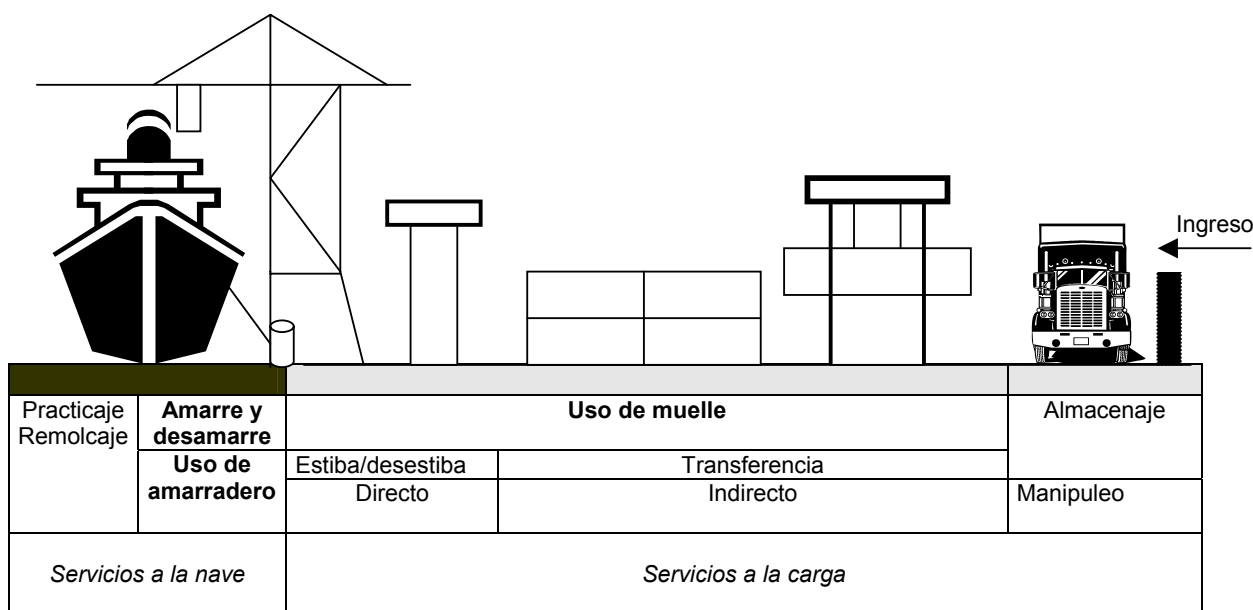 Ingreso
Practicaje
Remolcaje
Amarre y
desamarre
Uso de muelle
Almacenaje
Uso de
amarradero
Estiba/desestiba
Transferencia
Directo
Indirecto
Manipuleo
Servicios a la nave
Servicios a la carga